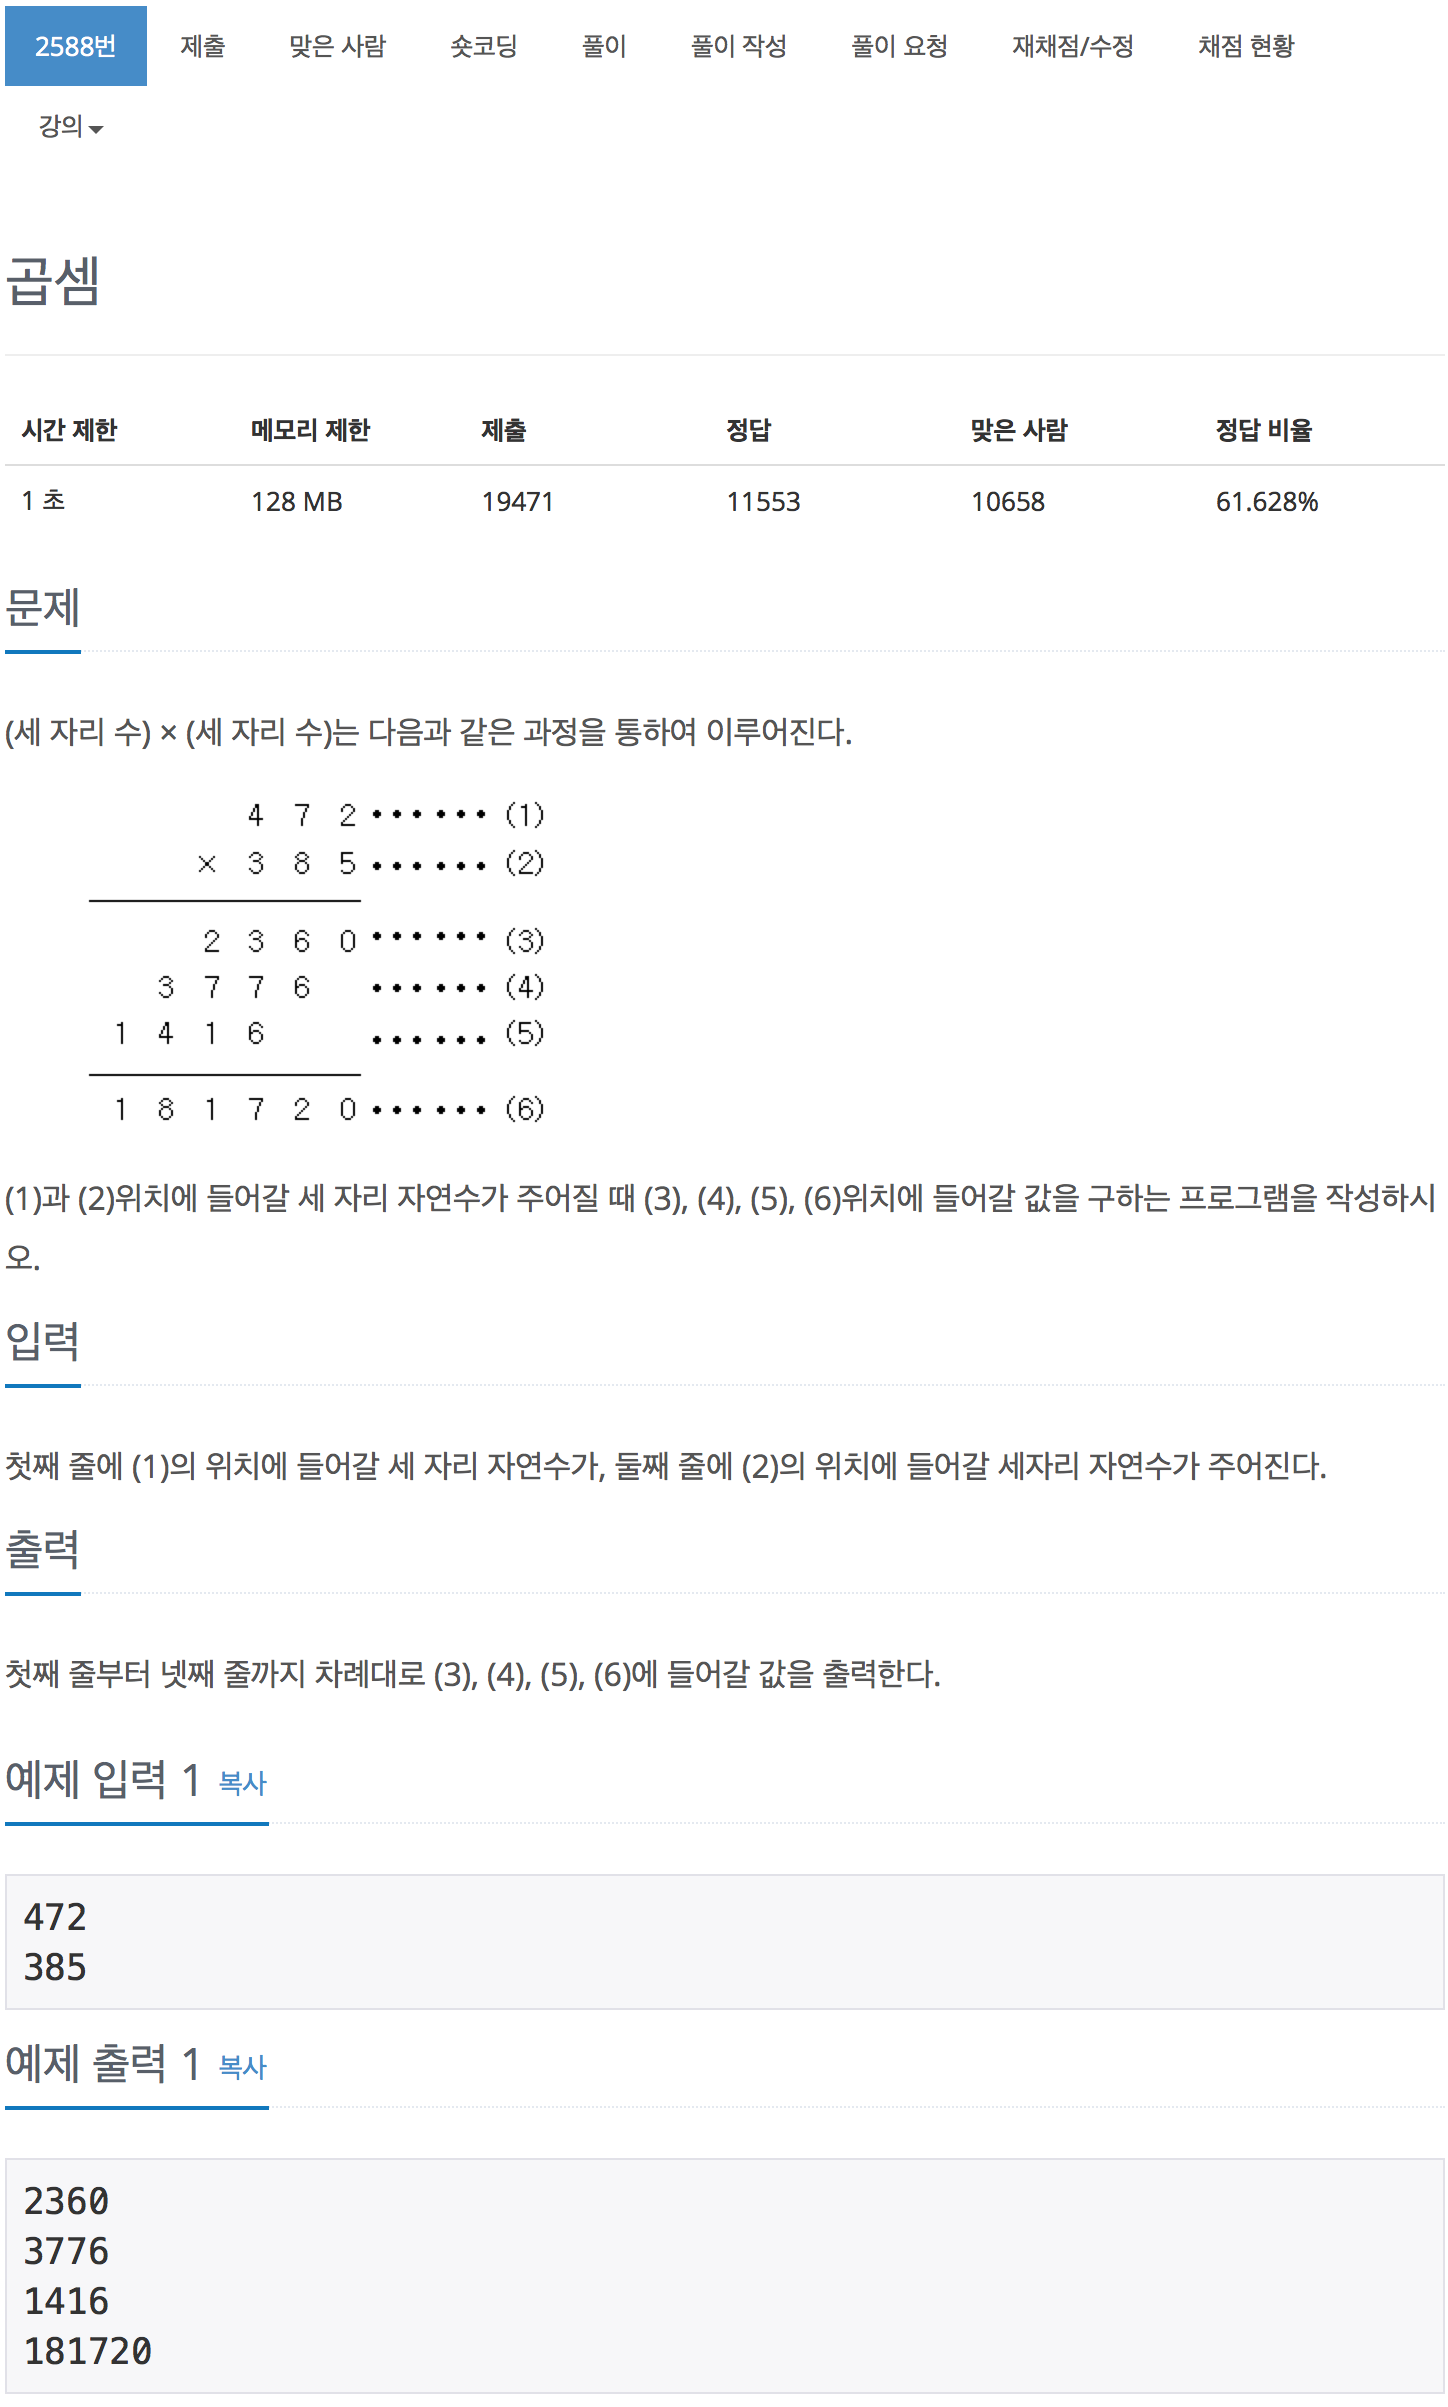 2588번 제출 맞은 사람 숏코딩 풀이 풀이 작성 풀이 요청 재채점/수정 채점 현황
강의
곱셈
시간 제한 메모리 제한 제출 정답 맞은 사람 정답 비율
1 초 128 MB 19471 11553 10658 61.628%
문제
(세 자리 수) × (세 자리 수)는 다음과 같은 과정을 통하여 이루어진다.
4 7 2 •••••• (1)
× 3 8 5 •••••• (2)
2 3 6 0 •••••• (3)
3 7 7 6 •••••• (4)
1 4 1 6 •••••• (5)
1 8 1 7 2 0 •••••• (6)
(1)과 (2)위치에 들어갈 세 자리 자연수가 주어질 때 (3), (4), (5), (6)위치에 들어갈 값을 구하는 프로그램을 작성하시
오.
입력
첫째 줄에 (1)의 위치에 들어갈 세 자리 자연수가, 둘째 줄에 (2)의 위치에 들어갈 세자리 자연수가 주어진다.
출력
첫째 줄부터 넷째 줄까지 차례대로 (3), (4), (5), (6)에 들어갈 값을 출력한다.
예제 입력 1 복사
472
385
예제 출력 1 복사
2360
3776
1416
181720